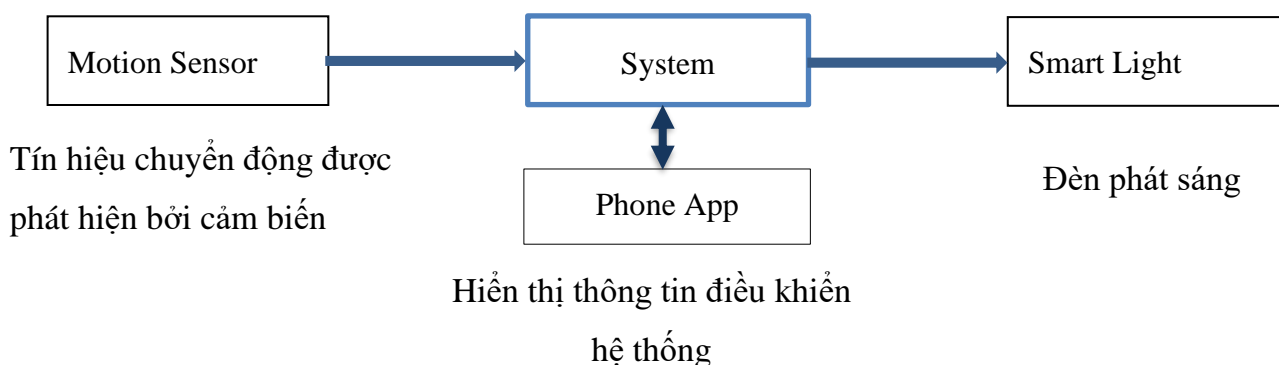 Motion Sensor
System
Smart Light
Tín hiệu chuyển động được
phát hiện bởi cảm biến
Phone App
Đèn phát sáng
Hiển thị thông tin điều khiển
hệ thống